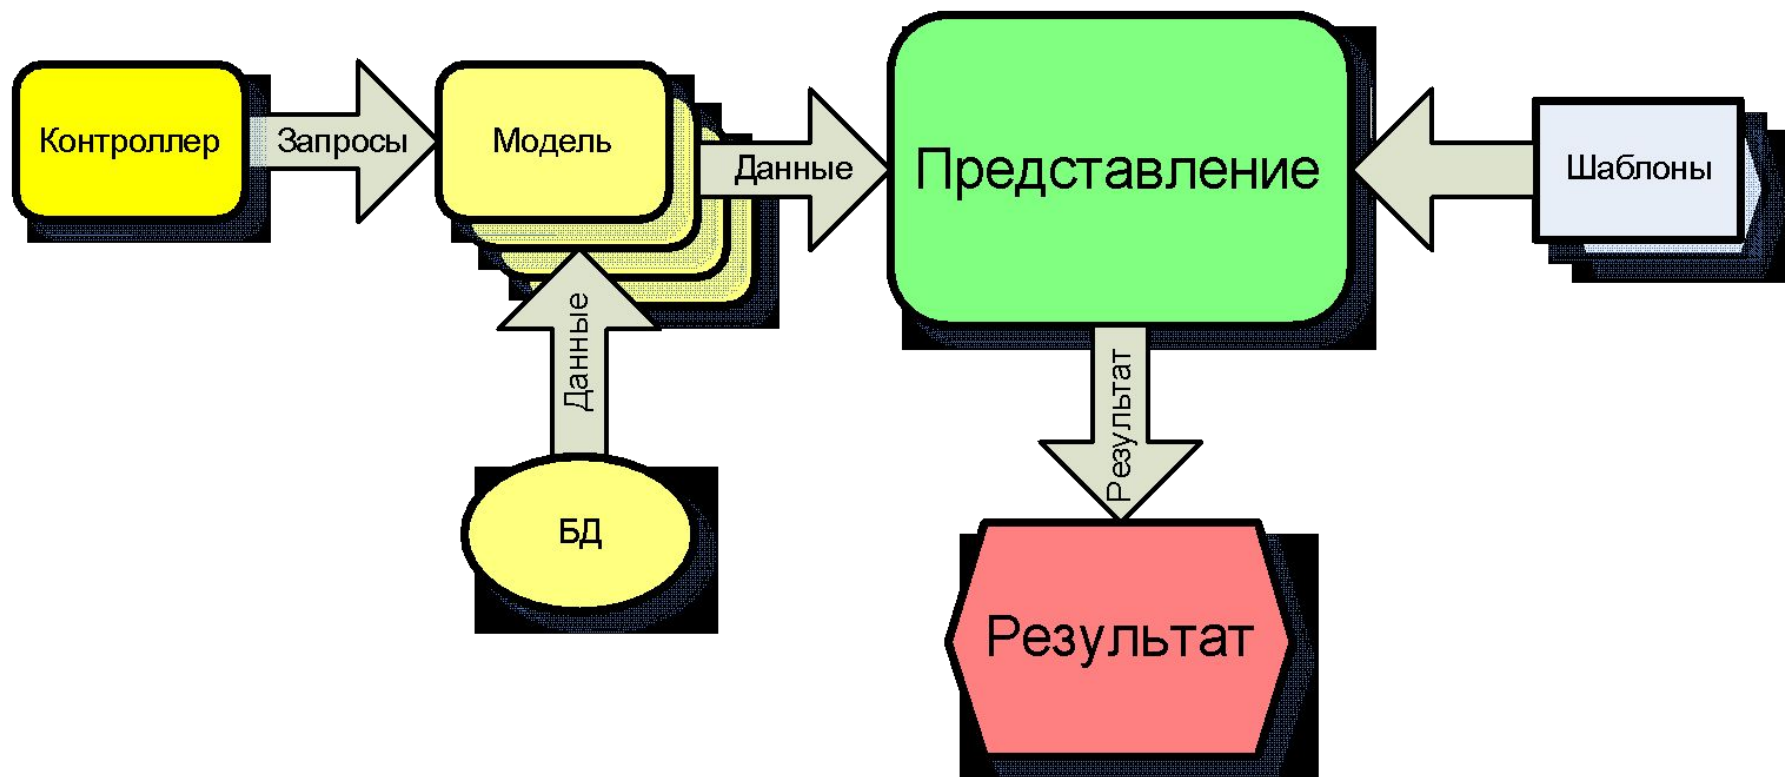 Контроллер
Запросы
Модель
Данные
Представление
Шаблоны
Данные
Результат
БД
Результат